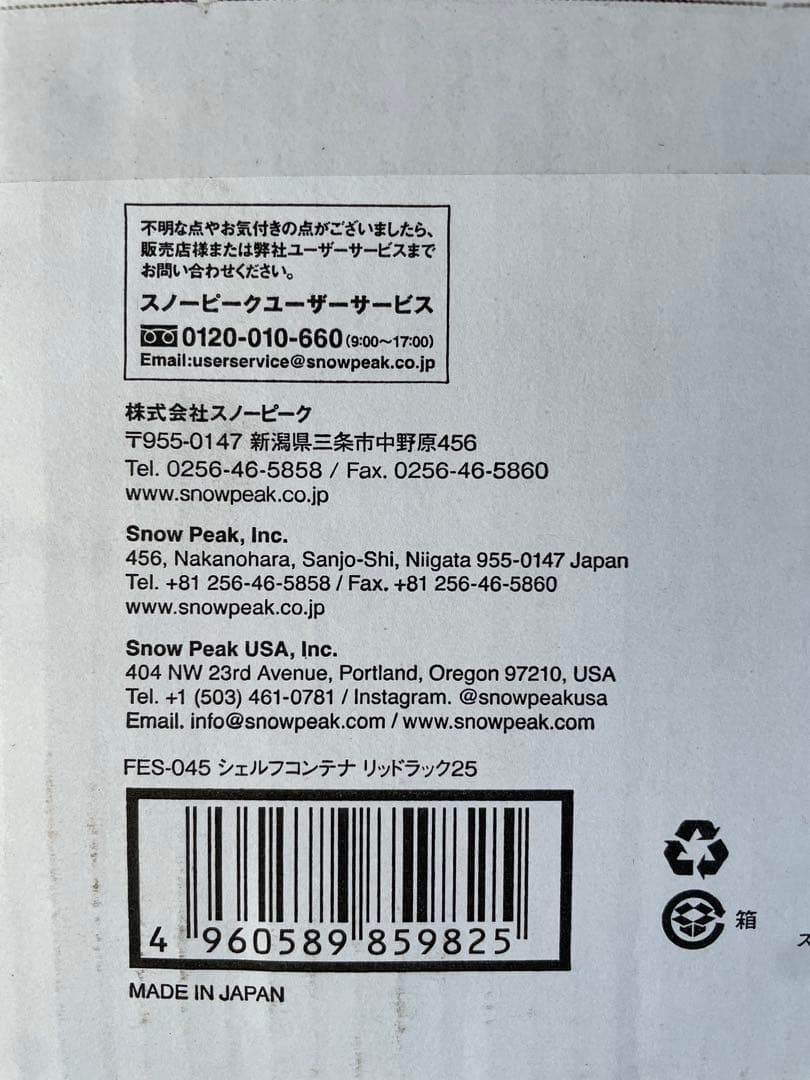 不明な点やお気付きの点がございましたら、
販売店様または弊社ユーザーサービスまで
お問い合わせください。
スノーピークユーザーサービス
0120-010-660(9:00〜17:00)
Email:userservice@snowpeak.co.jp
株式会社スノーピーク
〒955-0147 新潟県三条市中野原456
Tel. 0256-46-5858 / Fax. 0256-46-5860
www.snowpeak.co.jp
Snow Peak, Inc.
456, Nakanohara, Sanjo-Shi, Niigata 955-0147 Japan
Tel. +81 256-46-5858 / Fax. +81 256-46-5860
www.snowpeak.co.jp
Snow Peak USA, Inc.
404 NW 23rd Avenue, Portland, Oregon 97210, USA
Tel. +1 (503) 461-0781 / Instagram. @snowpeakusa
Email. info@snowpeak.com / www.snowpeak.com
FES-045 シェルフコンテナ リッドラック25
4 960589 859825
箱
ス
MADE IN JAPAN